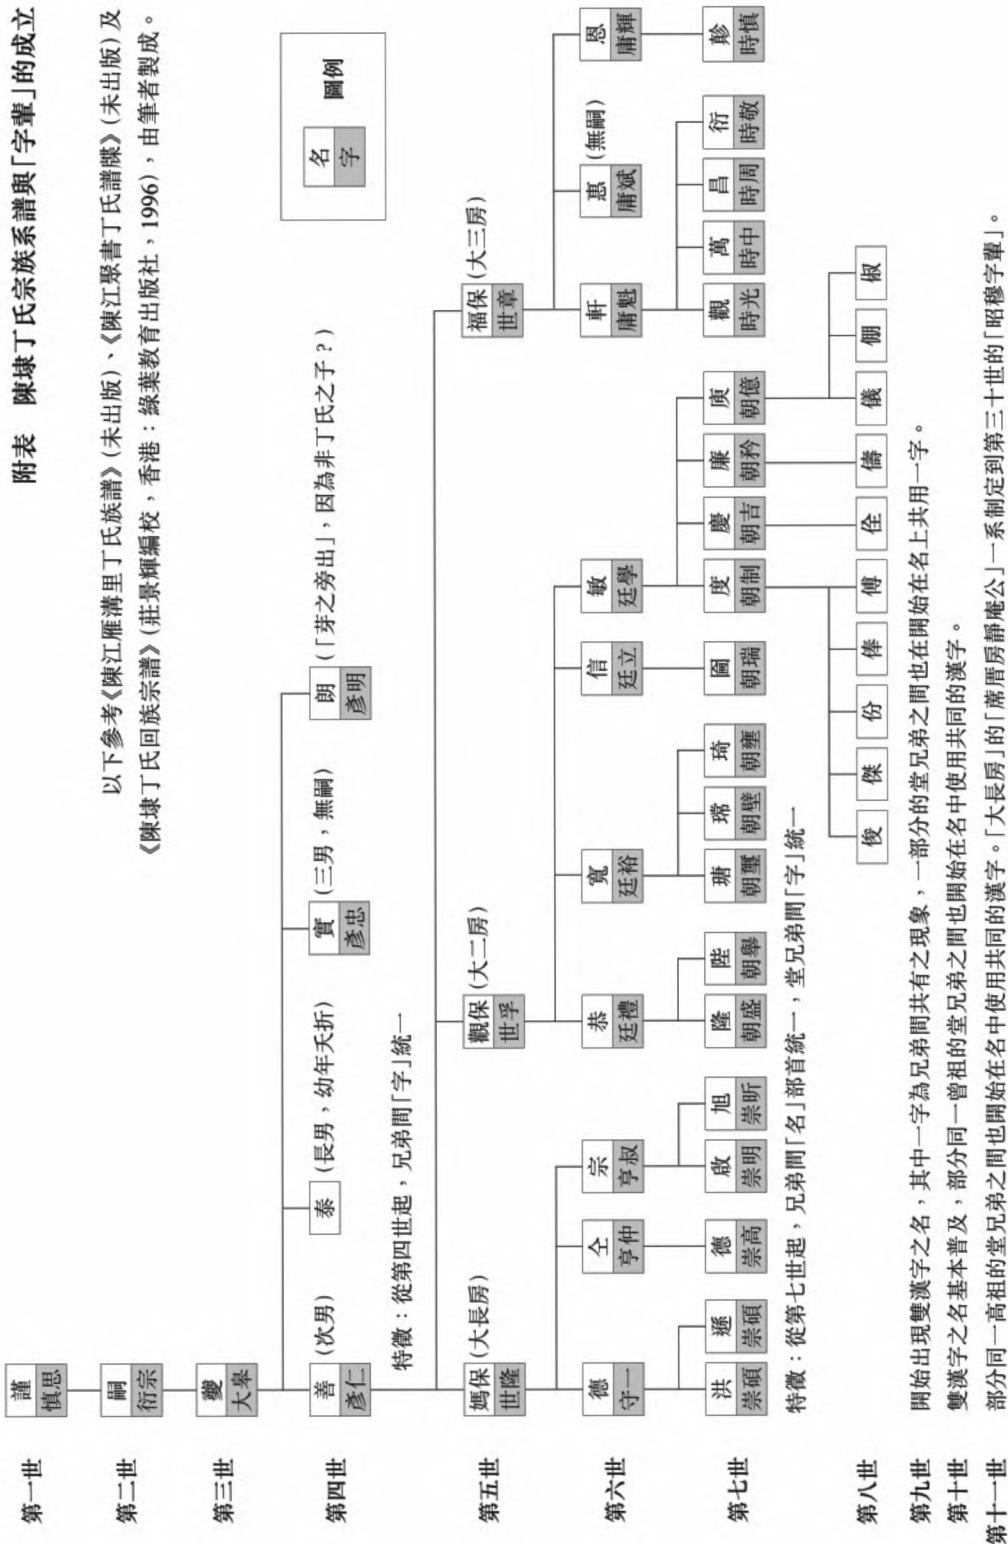 附表　陳埭丁氏宗族系譜與「字輩」的成立
以下參考《陳江雁溝里丁氏族譜》(未出版)、《陳江聚書丁氏譜牒》(未出版)及
《陳埭丁氏回族宗譜》(莊景輝編校，香港：綠葉教育出版社，1996)，由筆者製成。
圖例
名
字
第一世
謹
慎思
第二世
嗣
衍宗
第三世
夔
大皋
第四世
善
彥仁
(次男)
泰
(長男，幼年夭折)
實
彥忠
(三男，無嗣)
朗
彥明
(「芽之旁出」，因為非丁氏之子？)
特徵：從第四世起，兄弟間「字」統一
第五世
媽保
世隆
(大長房)
觀保
世孚
(大二房)
福保
世章
(大三房)
第六世
德
守一
仝
亨仲
宗
亨叔
恭
廷禮
寬
廷裕
信
廷立
敏
廷學
軒
庸魁
惠
庸斌
(無嗣)
恩
庸輝
第七世
洪
崇碩
遜
崇碩
德
崇高
啟
崇明
旭
崇昕
隆
朝盛
陞
朝舉
瑭
朝璽
瑺
朝壁
琦
朝雍
圖
朝瑞
度
朝制
慶
朝吉
廉
朝矜
庾
朝億
觀
時光
萬
時中
昌
時周
衍
時敬
畛
時慎
特徵：從第七世起，兄弟間「名」部首統一，堂兄弟間「字」統一
第八世
俊
傑
份
俸
傅
佺
儔
儀
倗
俶
第九世
開始出現雙漢字之名，其中一字為兄弟間共有之現象，一部分的堂兄弟之間也在開始在名上共用一字。
第十世
雙漢字之名基本普及，部分同一曾祖的堂兄弟之間也開始在名中使用共同的漢字。
第十一世
部分同一高祖的堂兄弟之間也開始在名中使用共同的漢字。「大長房」的「蓆厝房靜庵公」一系制定到第三十世的「昭穆字輩」。